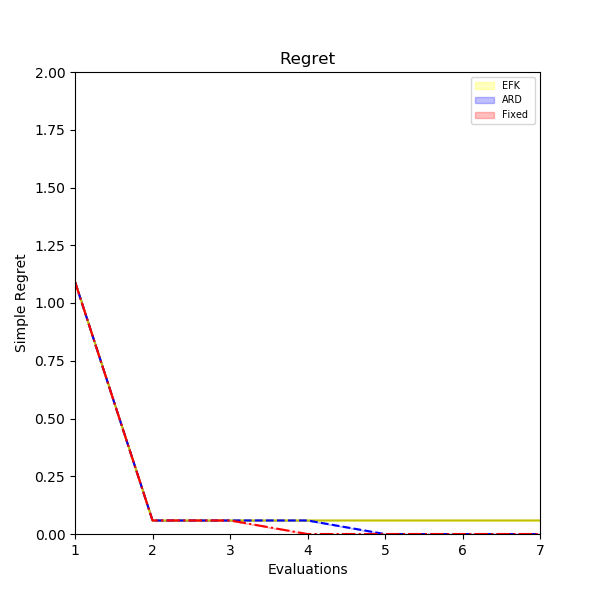 Regret
EFK
ARD
Fixed
2.00
1.75
1.50
1.25
1.00
0.75
0.50
0.25
0.00
Simple Regret
1 2 3 4 5 6 7
Evaluations